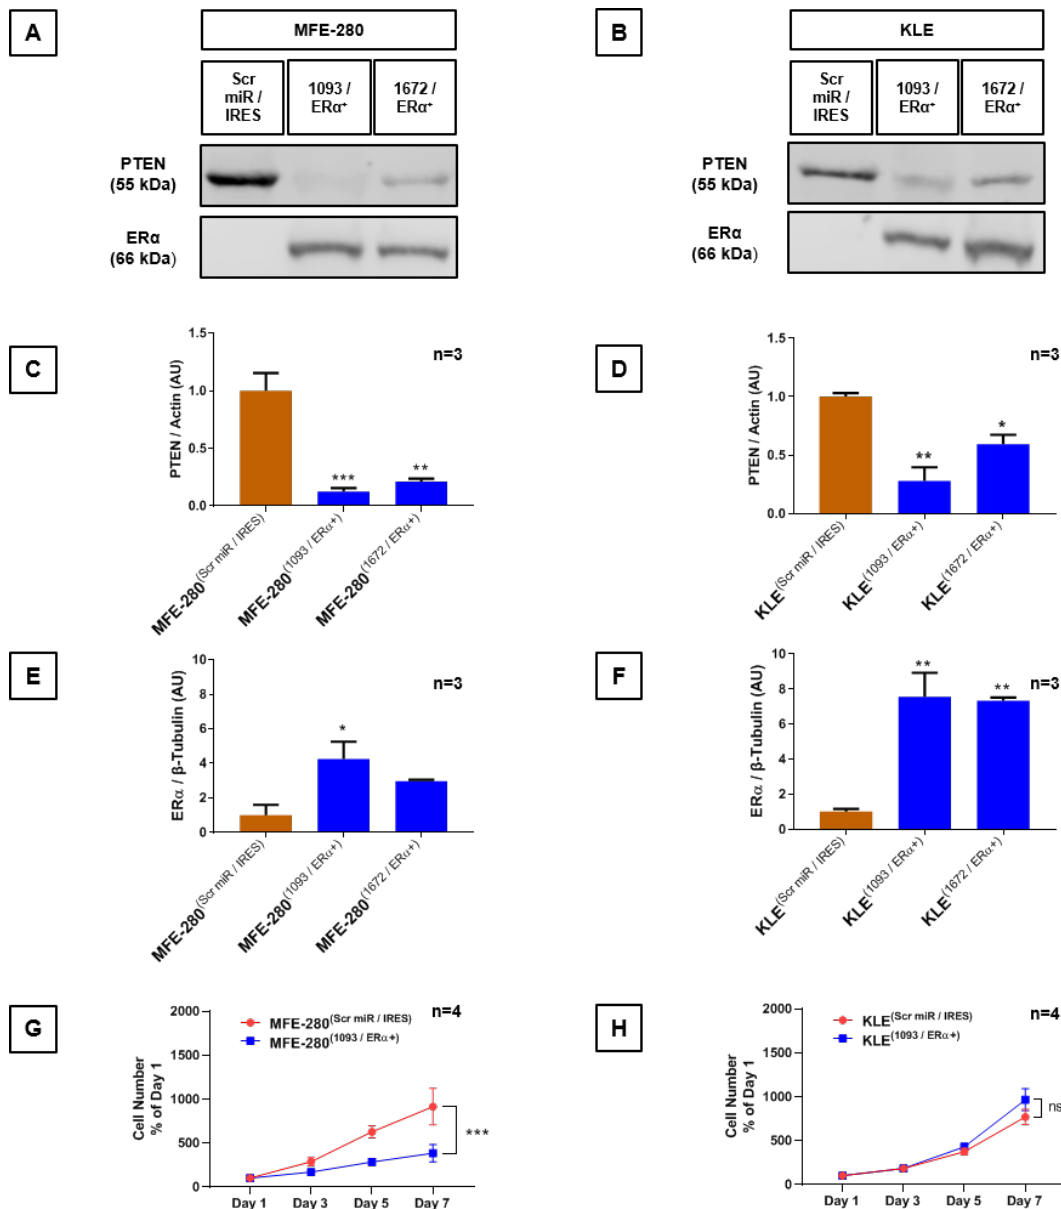 A
MFE-280
Scr
miR /
IRES
1093 /
ERα⁺
1672 /
ERα⁺
PTEN
(55 kDa)
ERα
(66 kDa)
B
KLE
Scr
miR /
IRES
1093 /
ERα⁺
1672 /
ERα⁺
PTEN
(55 kDa)
ERα
(66 kDa)
C
n=3
PTEN / Actin (AU)
1.5
1.0
0.5
0.0
***
**
MFE-280(Scr miR / IRES)
MFE-280(1093 / ERα+)
MFE-280(1672 / ERα+)
D
n=3
PTEN / Actin (AU)
1.5
1.0
0.5
0.0
**
*
KLE(Scr miR / IRES)
KLE(1093 / ERα+)
KLE(1672 / ERα+)
E
n=3
ERα / β-Tubulin (AU)
10
8
6
4
2
0
*
MFE-280(Scr miR / IRES)
MFE-280(1093 / ERα+)
MFE-280(1672 / ERα+)
F
n=3
ERα / β-Tubulin (AU)
10
8
6
4
2
0
**
**
KLE(Scr miR / IRES)
KLE(1093 / ERα+)
KLE(1672 / ERα+)
G
n=4
MFE-280(Scr miR / IRES)
MFE-280(1093 / ERα+)
Cell Number
% of Day 1
2000
1500
1000
500
0
***
Day 1 Day 3 Day 5 Day 7
H
n=4
KLE(Scr miR / IRES)
KLE(1093 / ERα+)
Cell Number
% of Day 1
2000
1500
1000
500
0
ns
Day 1 Day 3 Day 5 Day 7